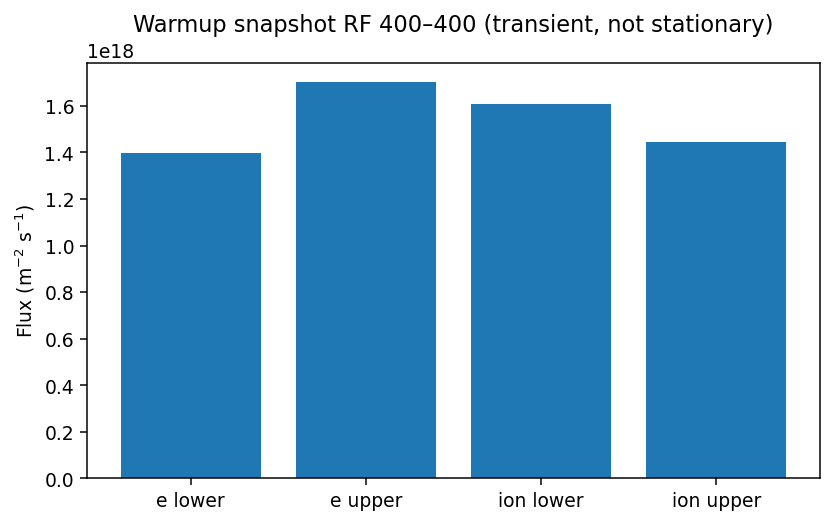 Warmup snapshot RF 400–400 (transient, not stationary)
1e18
1.6
1.4
1.2
1.0
0.8
0.6
0.4
0.2
0.0
Flux (m⁻² s⁻¹)
e lower
e upper
ion lower
ion upper